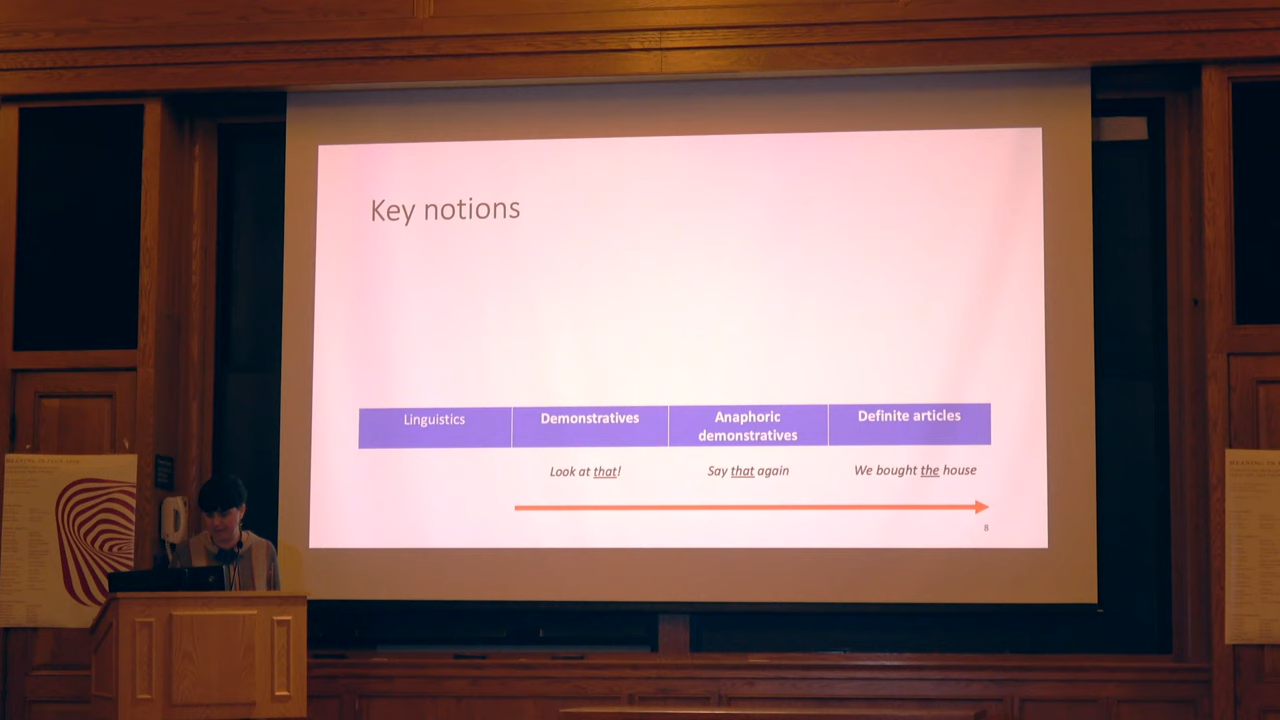 Key notions
Linguistics
Demonstratives
Anaphoric
demonstratives
Definite articles
Look at that!
Say that again
We bought the house
8